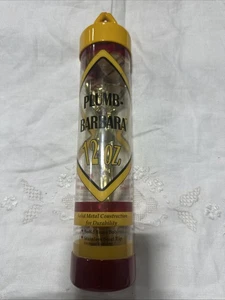 PLUMB-
BARBARA
12 OZ
Solid Metal Construction
for Durability